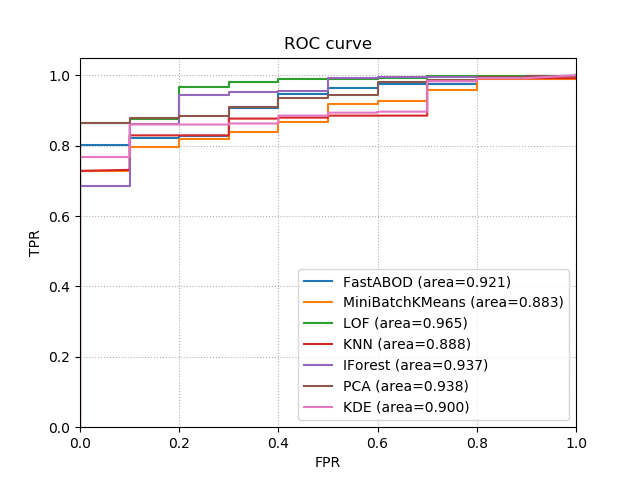 ROC curve
1.0
0.8
0.6
0.4
0.2
0.0
TPR
FastABOD (area=0.921)
MiniBatchKMeans (area=0.883)
LOF (area=0.965)
KNN (area=0.888)
IForest (area=0.937)
PCA (area=0.938)
KDE (area=0.900)
0.0 0.2 0.4 0.6 0.8 1.0
FPR